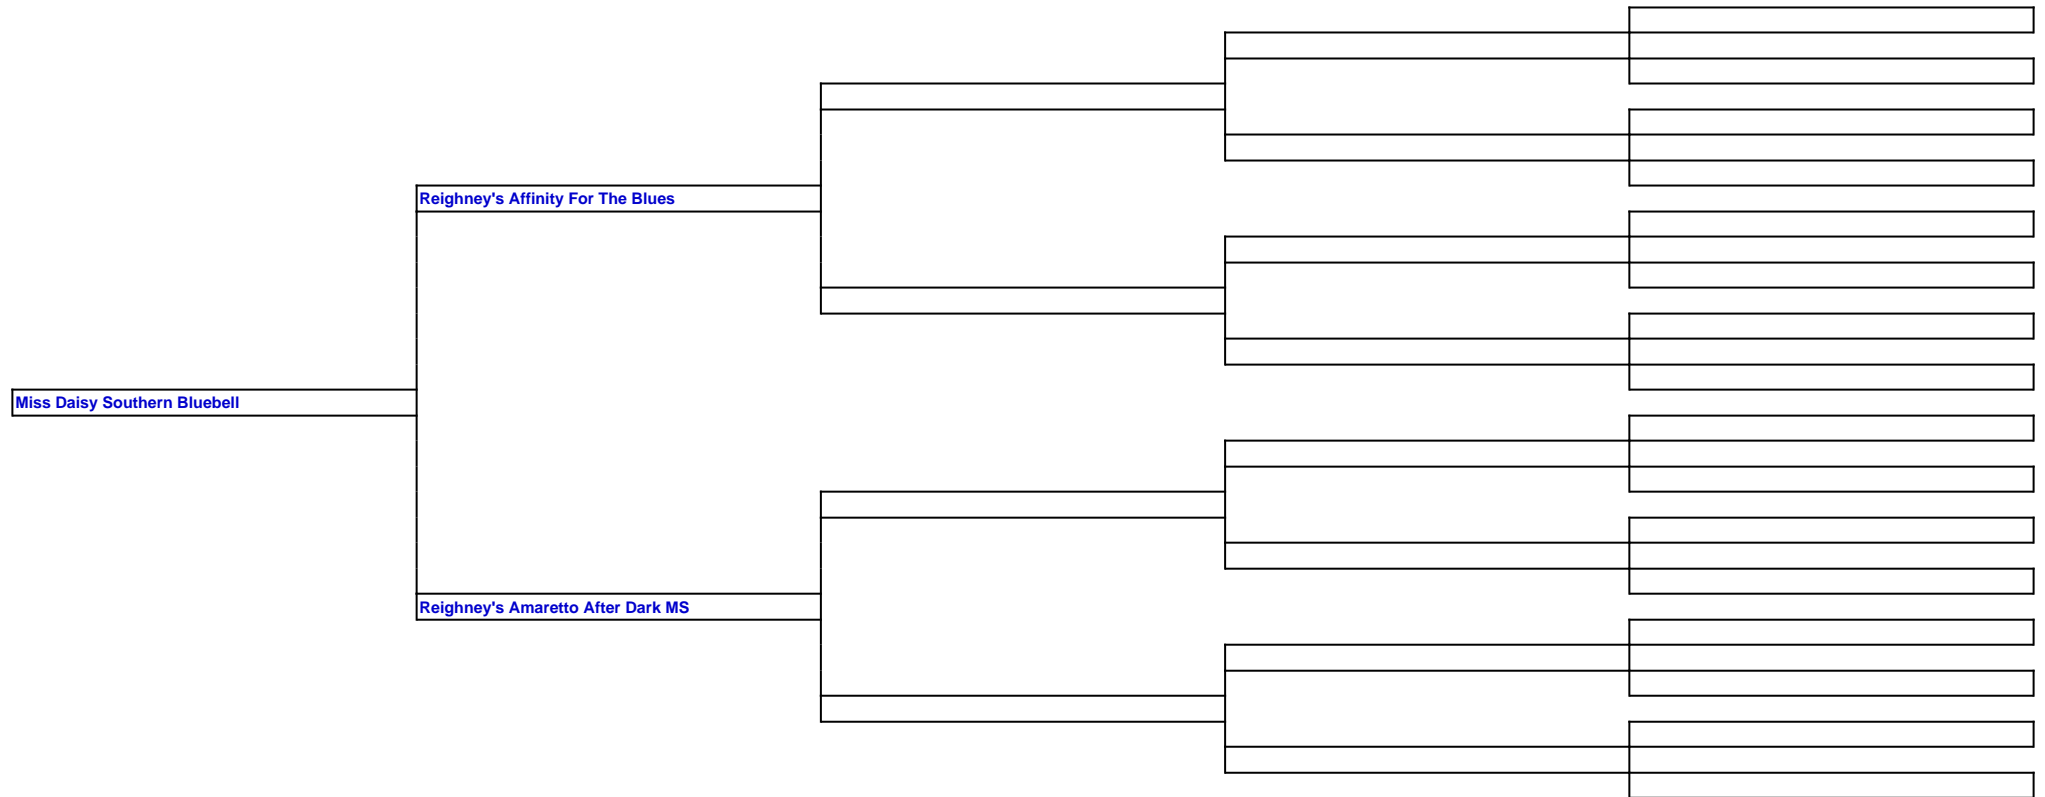 Reighney's Affinity For The Blues
Miss Daisy Southern Bluebell
Reighney's Amaretto After Dark MS